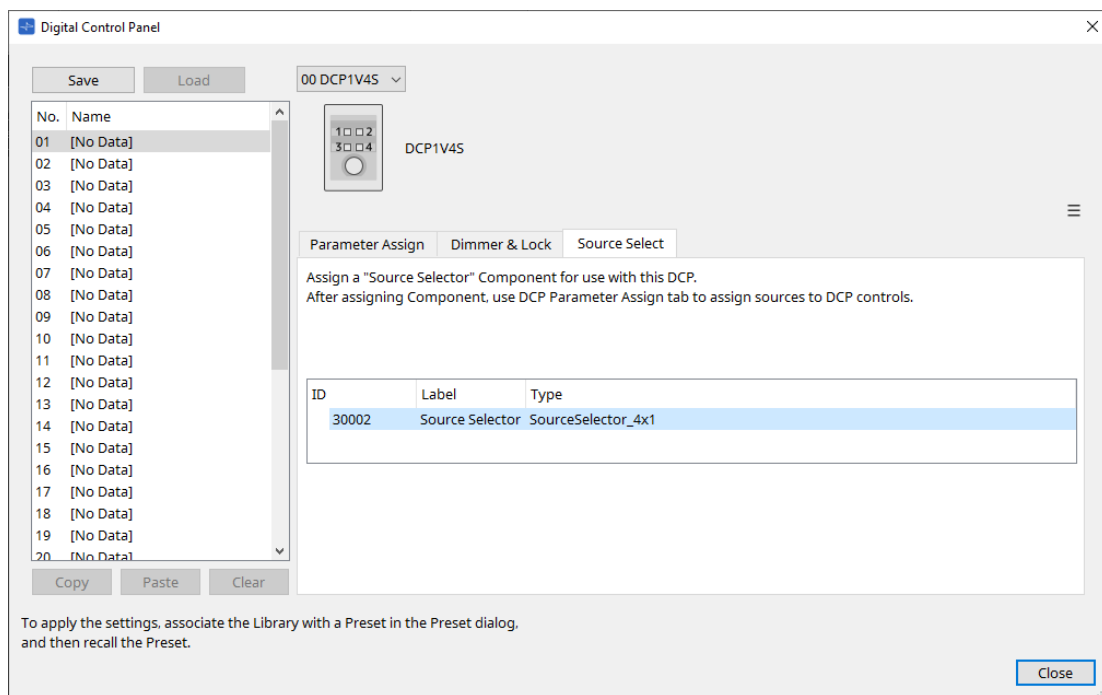 Digital Control Panel
Save Load
00 DCP1V4S
No. Name
01 [No Data]
02 [No Data]
03 [No Data]
04 [No Data]
05 [No Data]
06 [No Data]
07 [No Data]
08 [No Data]
09 [No Data]
10 [No Data]
11 [No Data]
12 [No Data]
13 [No Data]
14 [No Data]
15 [No Data]
16 [No Data]
17 [No Data]
18 [No Data]
19 [No Data]
20 [No Data]
Copy Paste Clear
1 2
3 4
DCP1V4S
Parameter Assign Dimmer & Lock Source Select
Assign a "Source Selector" Component for use with this DCP.
After assigning Component, use DCP Parameter Assign tab to assign sources to DCP controls.
ID Label Type
30002 Source Selector SourceSelector_4x1
To apply the settings, associate the Library with a Preset in the Preset dialog,
and then recall the Preset.
Close